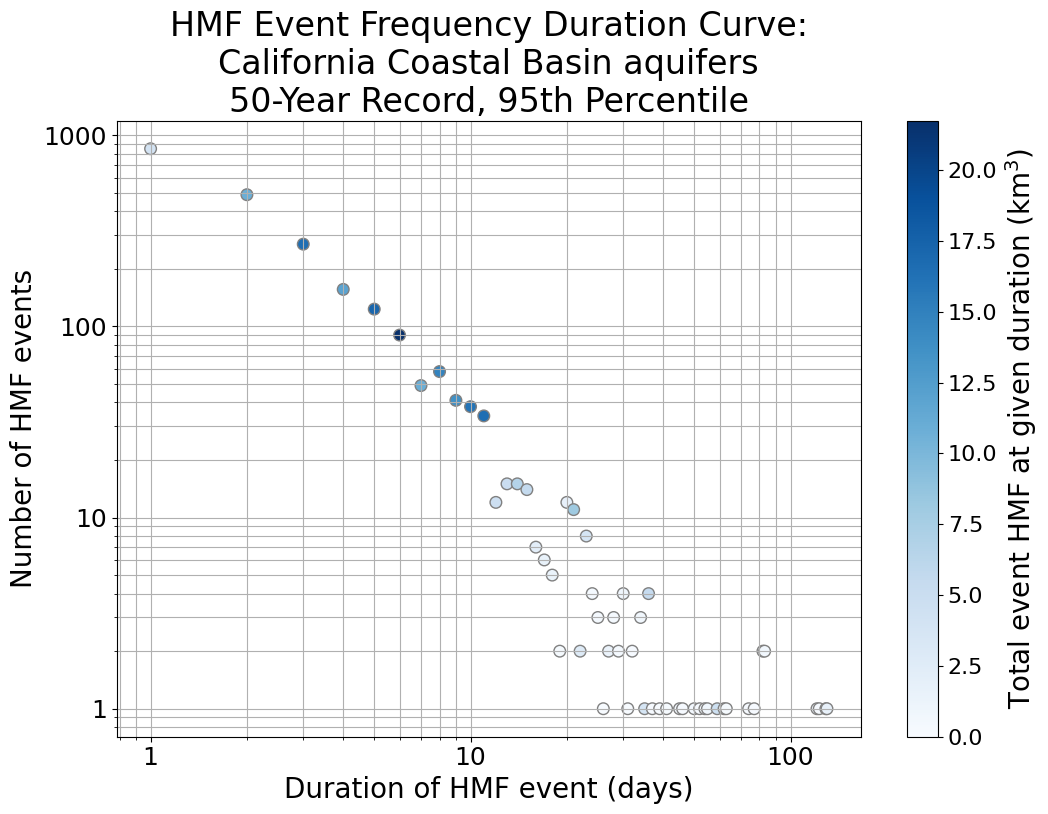 HMF Event Frequency Duration Curve:
California Coastal Basin aquifers
50-Year Record, 95th Percentile
Number of HMF events
1000
100
10
1
1
10
100
Duration of HMF event (days)
20.0
17.5
15.0
12.5
10.0
7.5
5.0
2.5
0.0
Total event HMF at given duration (km³)